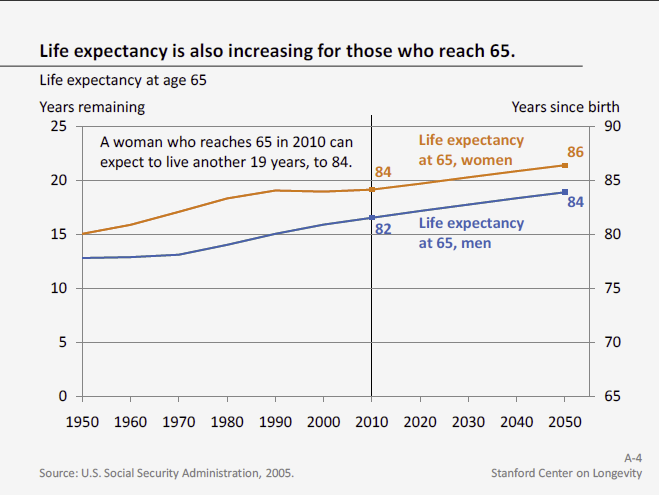 Life expectancy is also increasing for those who reach 65.
Life expectancy at age 65
Years remaining
Years since birth
25
90
A woman who reaches 65 in 2010 can
expect to live another 19 years, to 84.
Life expectancy
at 65, women
84
86
20
85
84
82
Life expectancy
at 65, men
15
80
10
75
5
70
0
65
1950 1960 1970 1980 1990 2000 2010 2020 2030 2040 2050
A-4
Source: U.S. Social Security Administration, 2005.
Stanford Center on Longevity